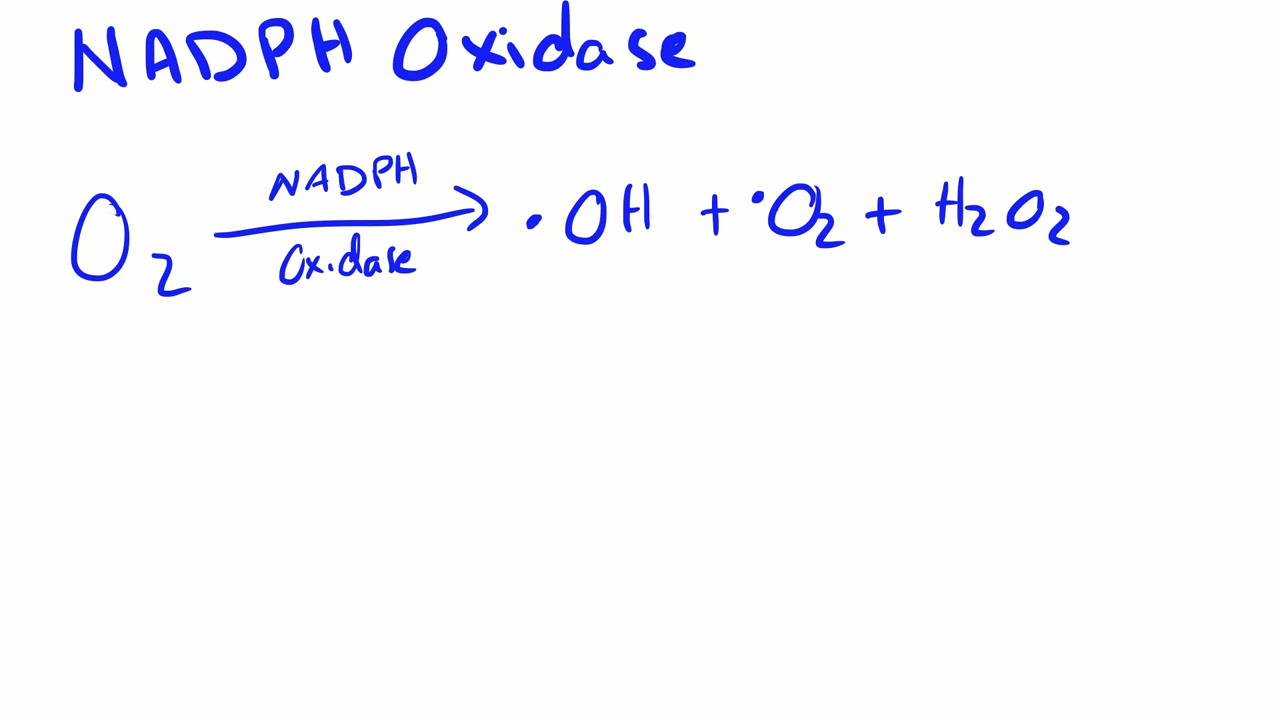 NADPH Oxidase
O₂ NADPH Oxidase → •OH + •O₂ + H₂O₂